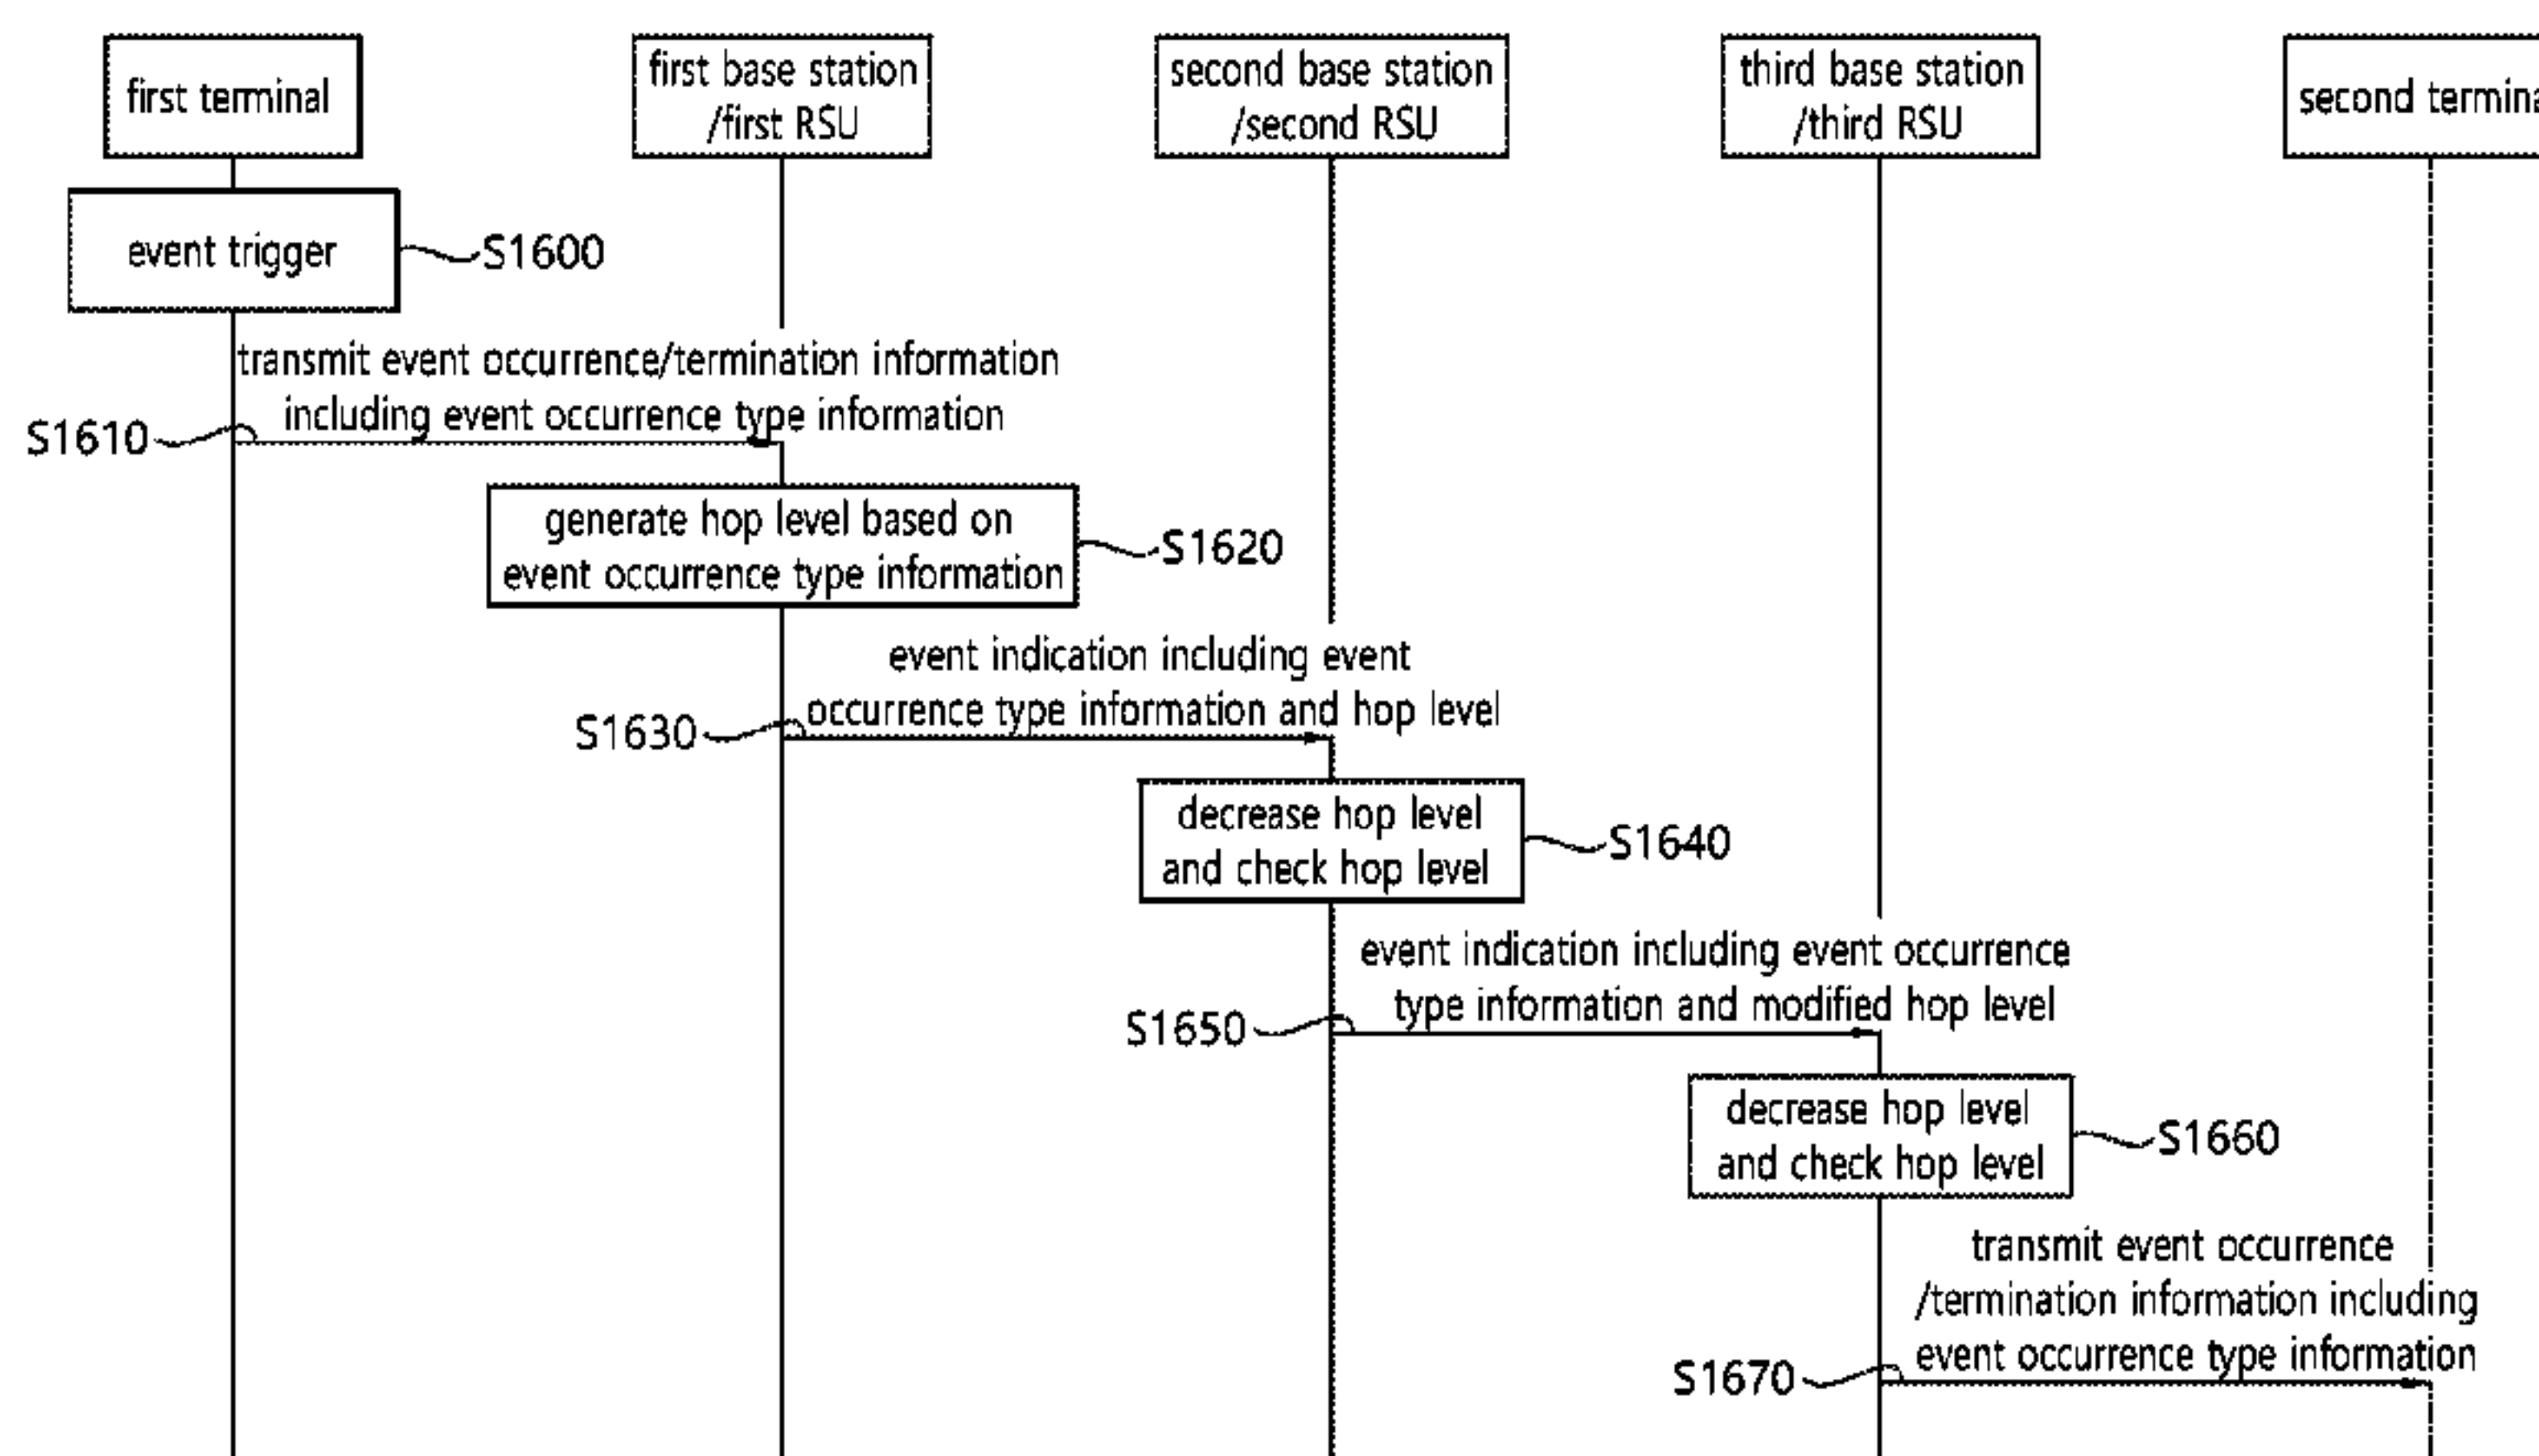 first terminal
first base station
/first RSU
second base station
/second RSU
third base station
/third RSU
second termina
event trigger
S1600
transmit event occurrence/termination information
including event occurrence type information
S1610
generate hop level based on
event occurrence type information
S1620
event indication including event
occurrence type information and hop level
S1630
decrease hop level
and check hop level
S1640
event indication including event occurrence
type information and modified hop level
S1650
decrease hop level
and check hop level
S1660
transmit event occurrence
/termination information including
event occurrence type information
S1670